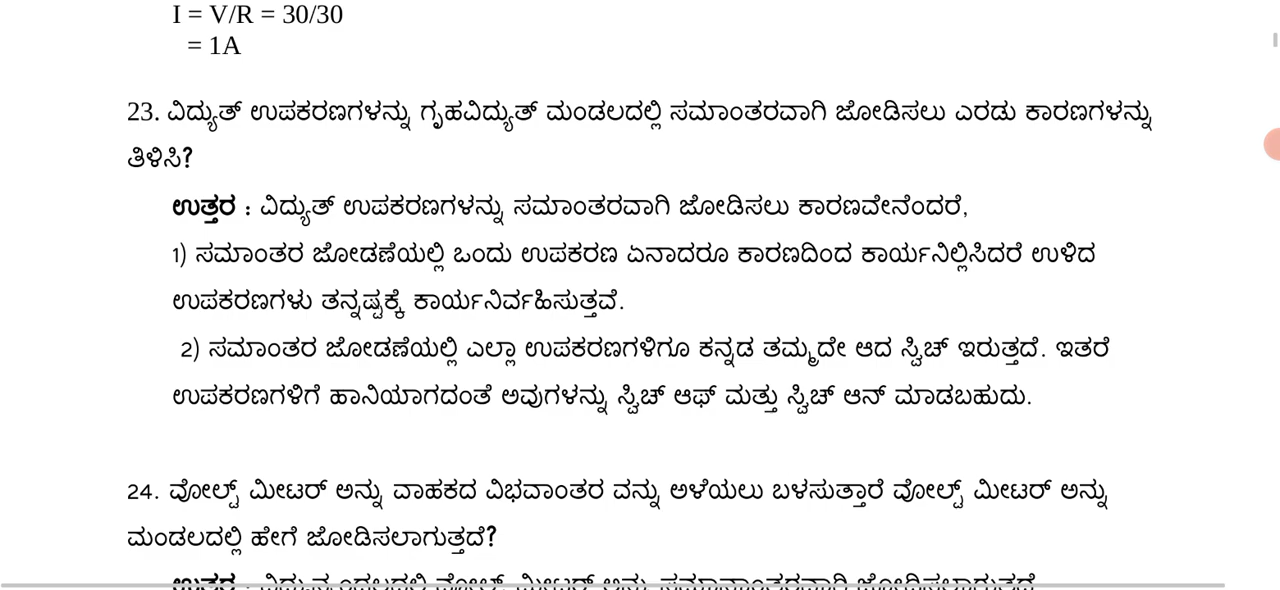 I = V/R = 30/30
= 1A
23. ವಿದ್ಯುತ್ ಉಪಕರಣಗಳನ್ನು ಗೃಹವಿದ್ಯುತ್ ಮಂಡಲದಲ್ಲಿ ಸಮಾಂತರವಾಗಿ ಜೋಡಿಸಲು ಎರಡು ಕಾರಣಗಳನ್ನು
ತಿಳಿಸಿ?
ಉತ್ತರ : ವಿದ್ಯುತ್ ಉಪಕರಣಗಳನ್ನು ಸಮಾಂತರವಾಗಿ ಜೋಡಿಸಲು ಕಾರಣವೇನೆಂದರೆ,
1) ಸಮಾಂತರ ಜೋಡಣೆಯಲ್ಲಿ ಒಂದು ಉಪಕರಣ ಏನಾದರೂ ಕಾರಣದಿಂದ ಕಾರ್ಯನಿಲ್ಲಿಸಿದರೆ ಉಳಿದ
ಉಪಕರಣಗಳು ತನ್ನಷ್ಟಕ್ಕೆ ಕಾರ್ಯನಿರ್ವಹಿಸುತ್ತವೆ.
2) ಸಮಾಂತರ ಜೋಡಣೆಯಲ್ಲಿ ಎಲ್ಲಾ ಉಪಕರಣಗಳಿಗೂ ಕನ್ನಡ ತಮ್ಮದೇ ಆದ ಸ್ವಿಚ್ ಇರುತ್ತದೆ. ಇತರೆ
ಉಪಕರಣಗಳಿಗೆ ಹಾನಿಯಾಗದಂತೆ ಅವುಗಳನ್ನು ಸ್ವಿಚ್ ಆಫ್ ಮತ್ತು ಸ್ವಿಚ್ ಆನ್ ಮಾಡಬಹುದು.
24. ವೋಲ್ಟ್ ಮೀಟರ್ ಅನ್ನು ವಾಹಕದ ವಿಭವಾಂತರ ವನ್ನು ಅಳೆಯಲು ಬಳಸುತ್ತಾರೆ ವೋಲ್ಟ್ ಮೀಟರ್ ಅನ್ನು
ಮಂಡಲದಲ್ಲಿ ಹೇಗೆ ಜೋಡಿಸಲಾಗುತ್ತದೆ?